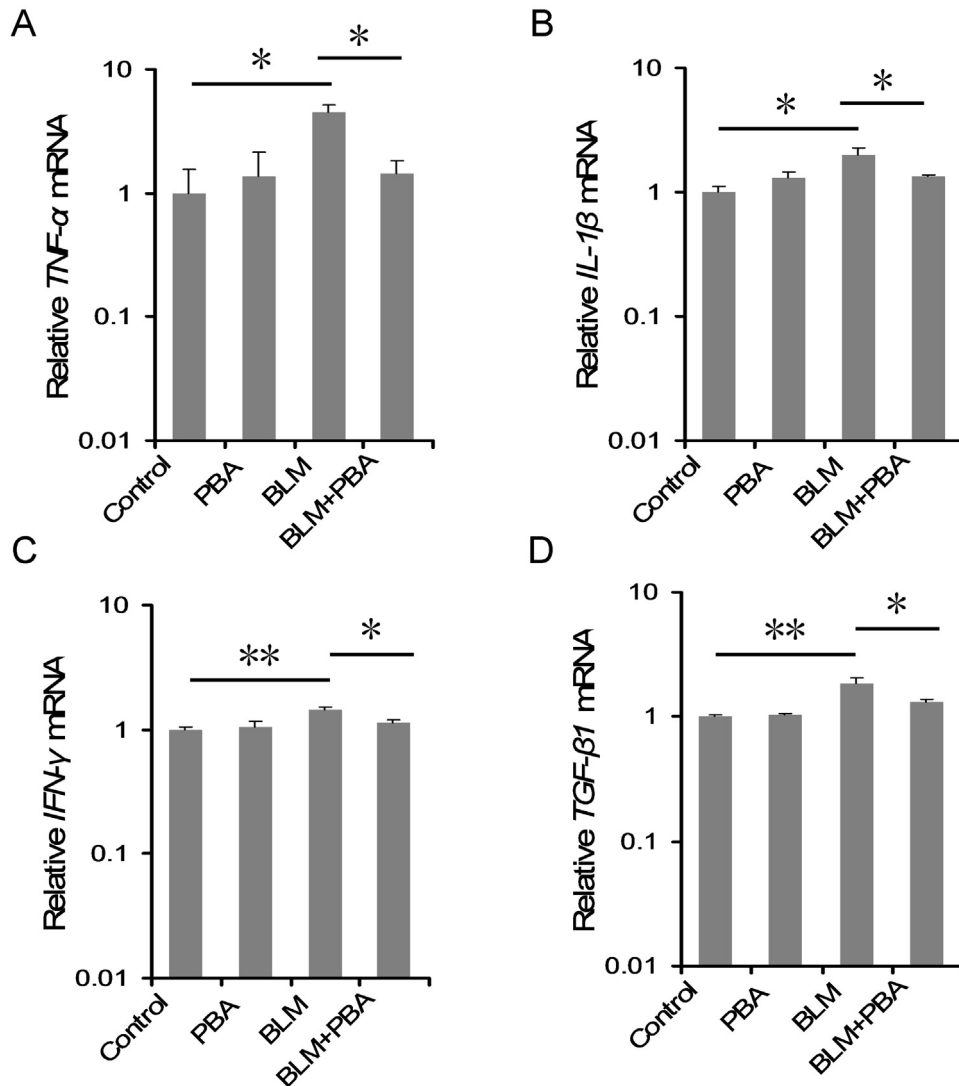 A
Relative TNF-α mRNA
10
1
0.1
0.01
*
*
Control
PBA
BLM
BLM+PBA
B
Relative IL-1β mRNA
10
1
0.1
0.01
*
*
Control
PBA
BLM
BLM+PBA
C
Relative IFN-γ mRNA
10
1
0.1
0.01
**
*
Control
PBA
BLM
BLM+PBA
D
Relative TGF-β1 mRNA
10
1
0.1
0.01
**
*
Control
PBA
BLM
BLM+PBA